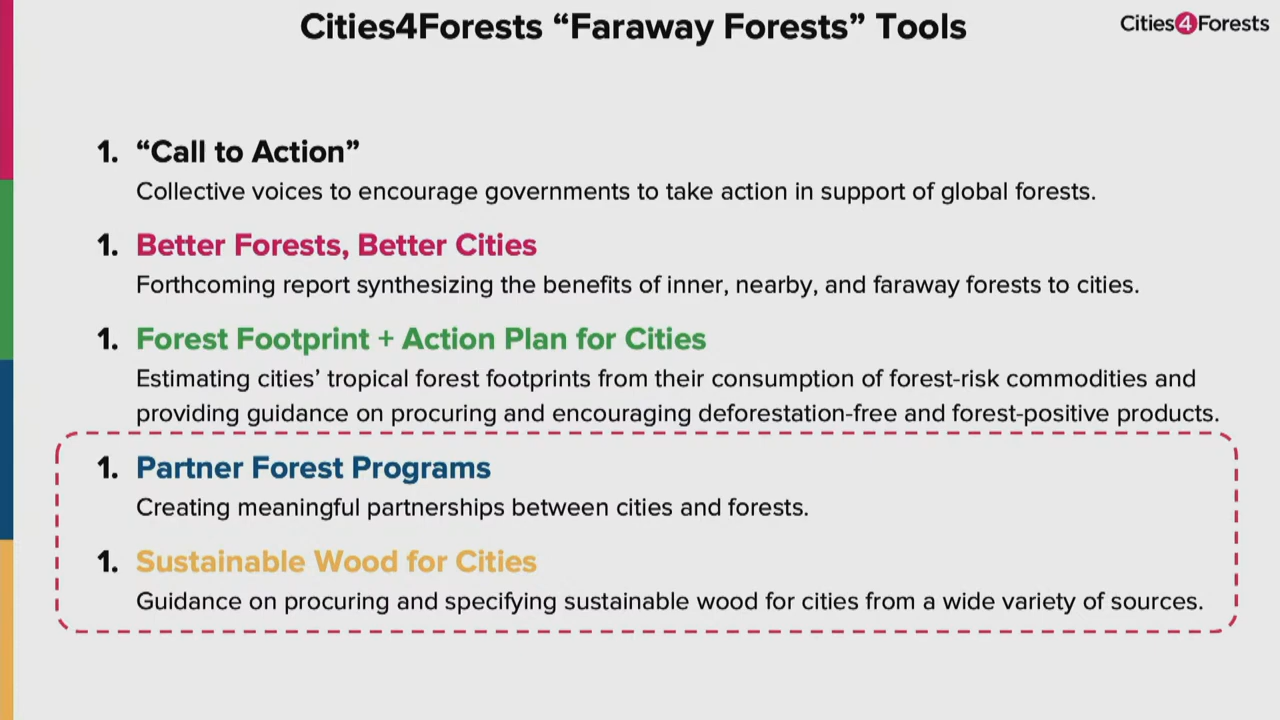 Cities4Forests “Faraway Forests” Tools
Cities4Forests
1. “Call to Action”
Collective voices to encourage governments to take action in support of global forests.
1. Better Forests, Better Cities
Forthcoming report synthesizing the benefits of inner, nearby, and faraway forests to cities.
1. Forest Footprint + Action Plan for Cities
Estimating cities’ tropical forest footprints from their consumption of forest-risk commodities and
providing guidance on procuring and encouraging deforestation-free and forest-positive products.
1. Partner Forest Programs
Creating meaningful partnerships between cities and forests.
1. Sustainable Wood for Cities
Guidance on procuring and specifying sustainable wood for cities from a wide variety of sources.